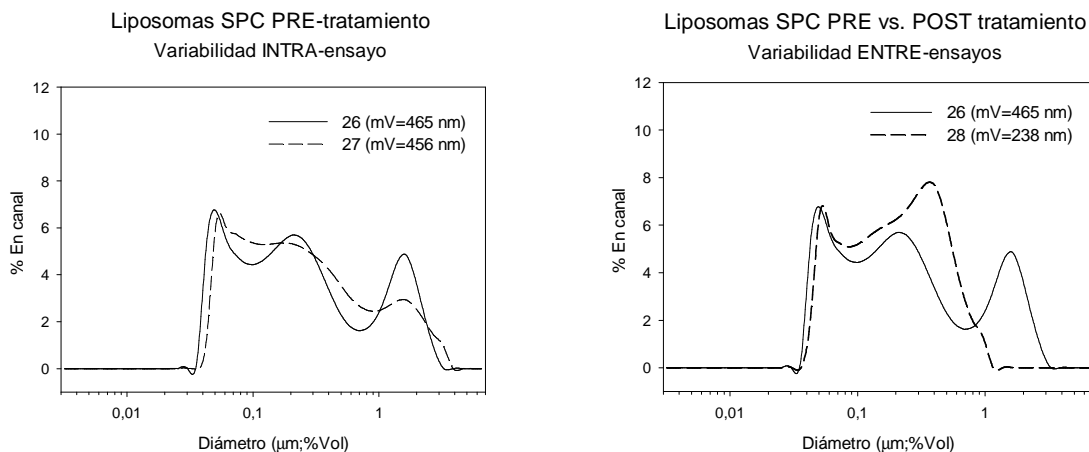 Liposomas SPC PRE-tratamiento
Variabilidad INTRA-ensayo
12
10
8
6
4
2
0
% En canal
26 (mV=465 nm)
27 (mV=456 nm)
0,01
0,1
1
Diámetro (µm;%Vol)
Liposomas SPC PRE vs. POST tratamiento
Variabilidad ENTRE-ensayos
12
10
8
6
4
2
0
% En canal
26 (mV=465 nm)
28 (mV=238 nm)
0,01
0,1
1
Diámetro (µm;%Vol)